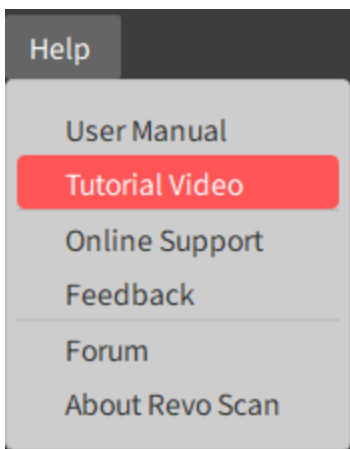 Help
User Manual
Tutorial Video
Online Support
Feedback
Forum
About Revo Scan